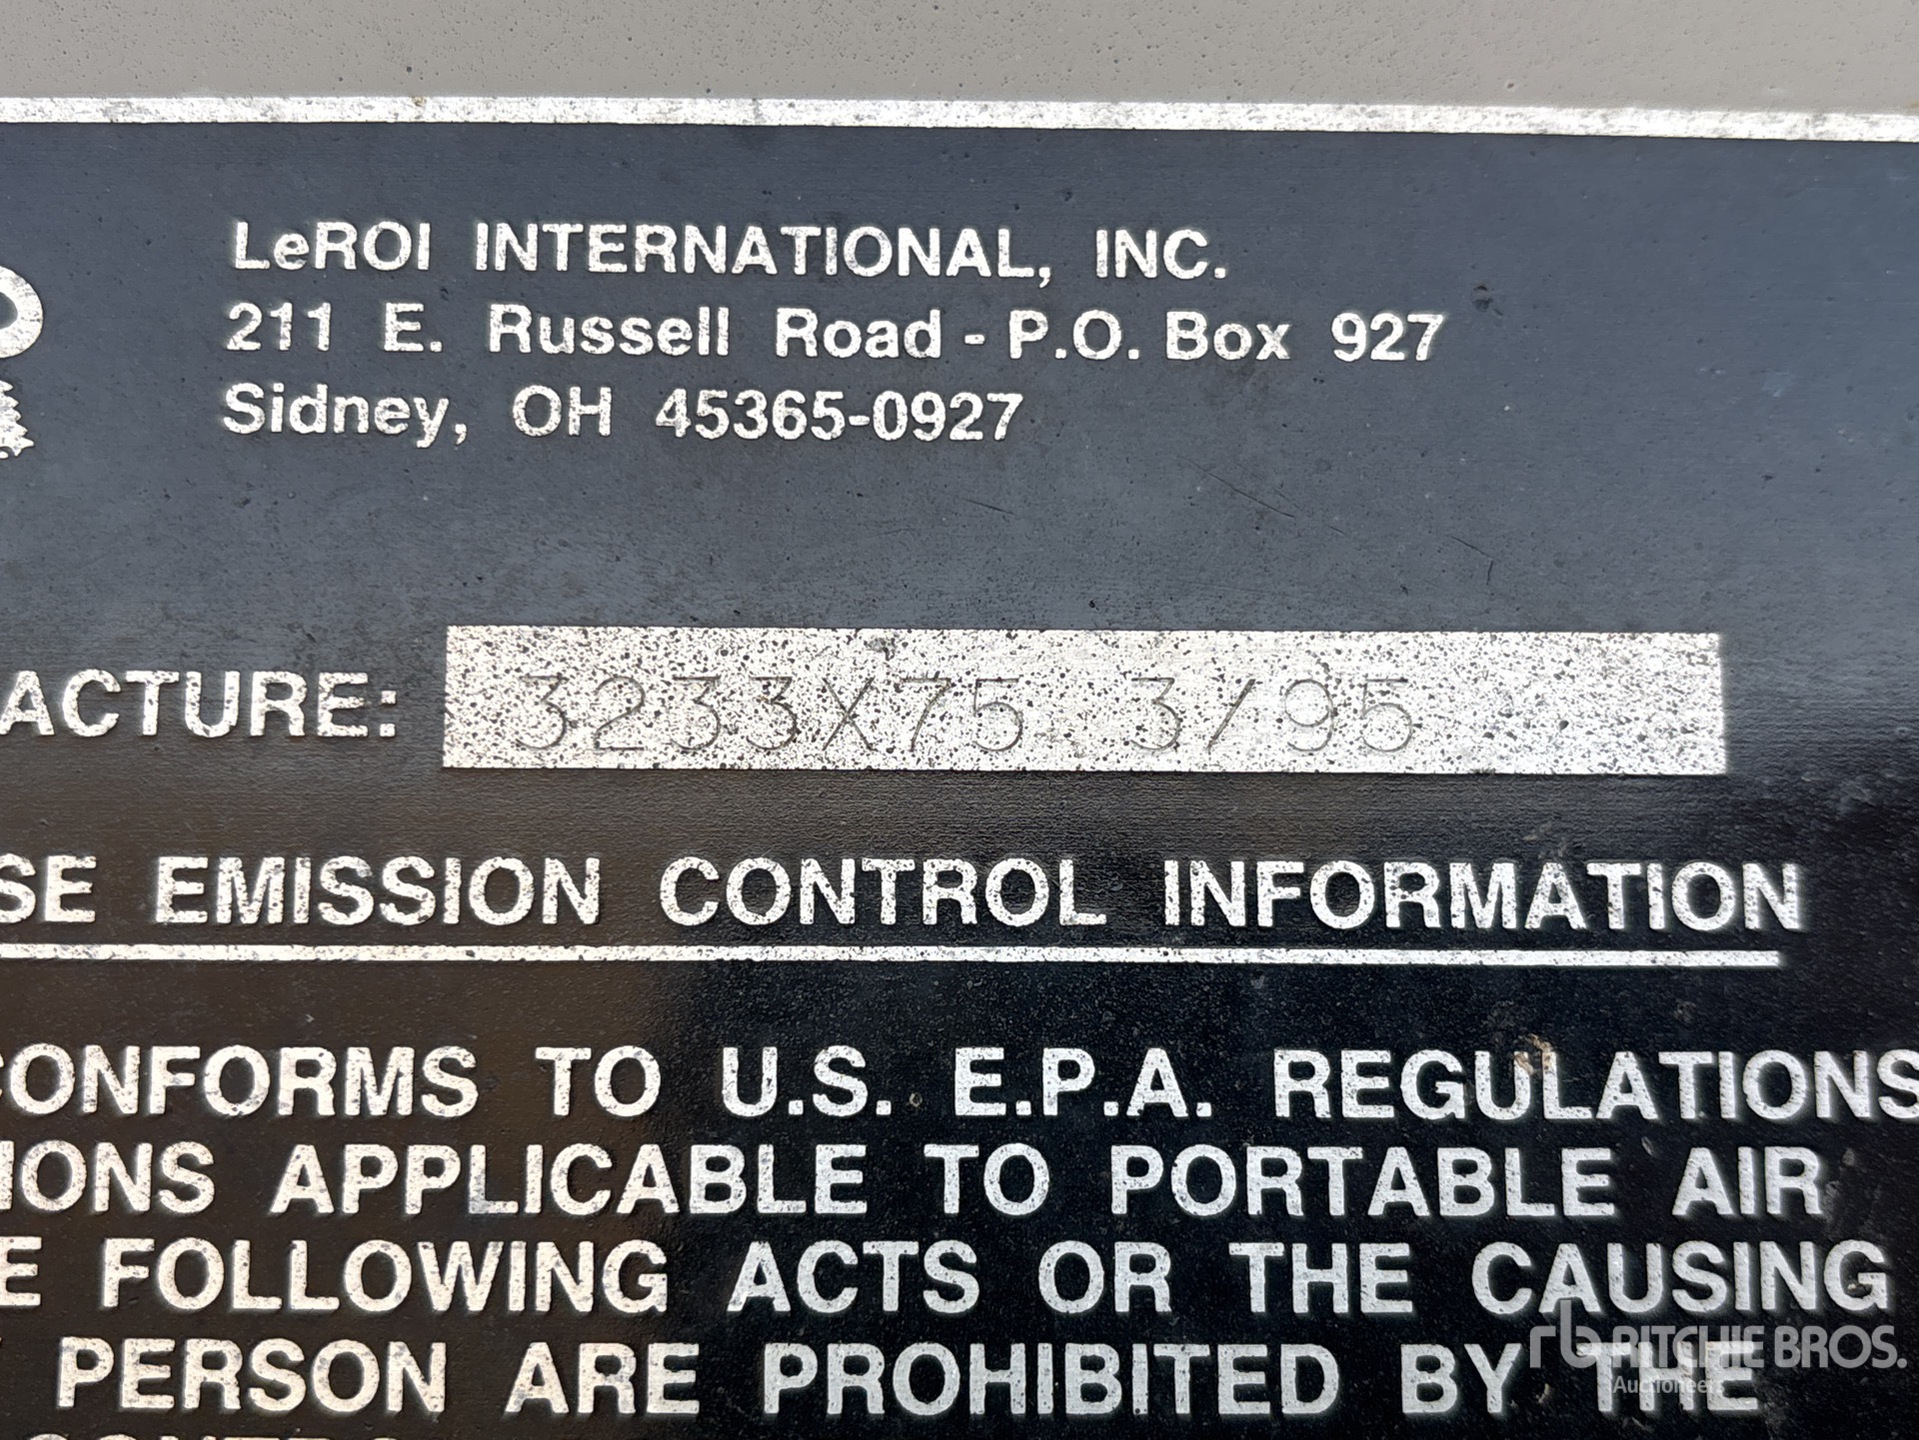 LeROI INTERNATIONAL, INC.
211 E. Russell Road - P.O. Box 927
Sidney, OH 45365-0927
ACTURE: 3233X75 3/95
SE EMISSION CONTROL INFORMATION
CONFORMS TO U.S. E.P.A. REGULATIONS
IONS APPLICABLE TO PORTABLE AIR
E FOLLOWING ACTS OR THE CAUSING
PERSON ARE PROHIBITED BY THE
rb RITCHIE BROS.
Auctioneers